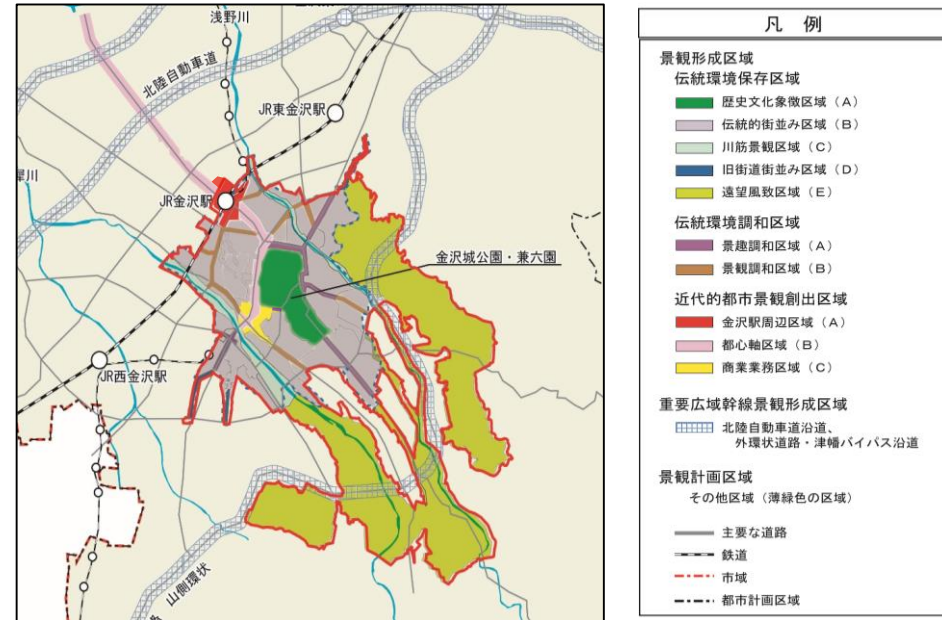 浅野川
北陸自動車道
JR東金沢駅
犀川
JR金沢駅
金沢城公園・兼六園
JR西金沢駅
山側環状
凡 例
景観形成区域
伝統環境保存区域
歴史文化象徴区域（A）
伝統的街並み区域（B）
川筋景観区域（C）
旧街道街並み区域（D）
遠望風致区域（E）
伝統環境調和区域
景趣調和区域（A）
景観調和区域（B）
近代的都市景観創出区域
金沢駅周辺区域（A）
都心軸区域（B）
商業業務区域（C）
重要広域幹線景観形成区域
北陸自動車道沿道、
外環状道路・津幡バイパス沿道
景観計画区域
その他区域（薄緑色の区域）
主要な道路
鉄道
市域
都市計画区域